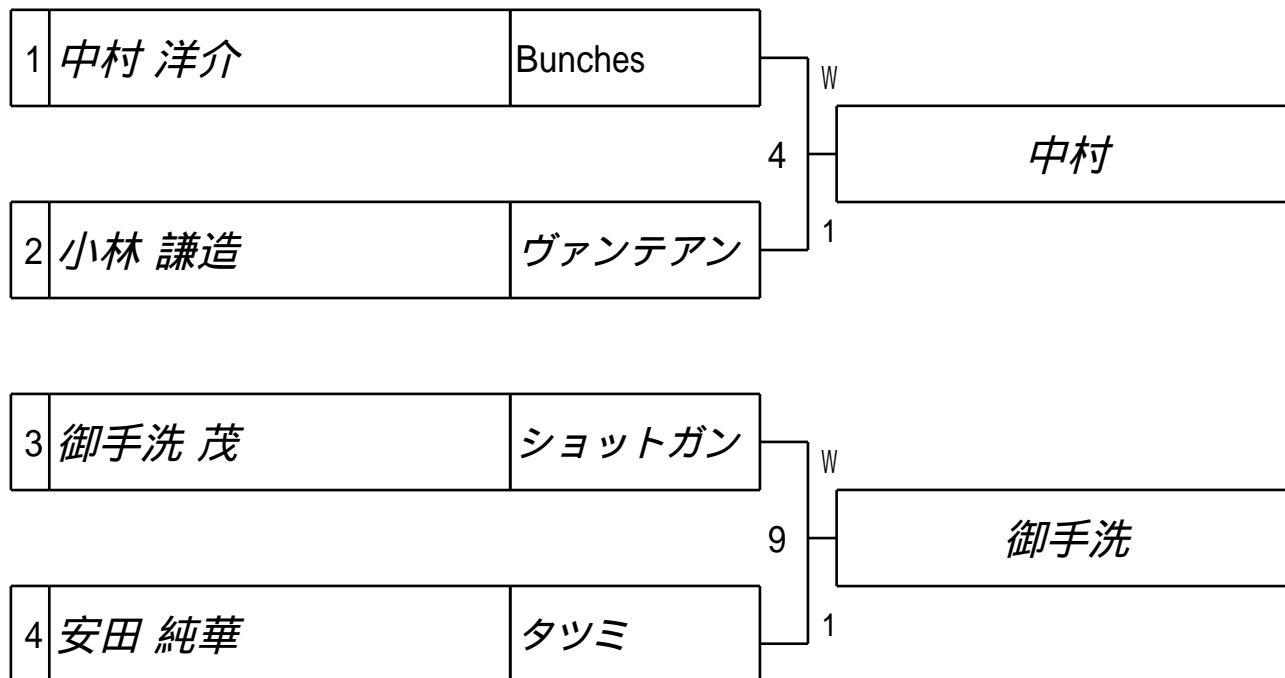 1 中村 洋介 Bunches
W
4 中村
1
2 小林 謙造 ヴァンテアン
3 御手洗 茂 ショットガン
W
9 御手洗
1
4 安田 純華 タツミ